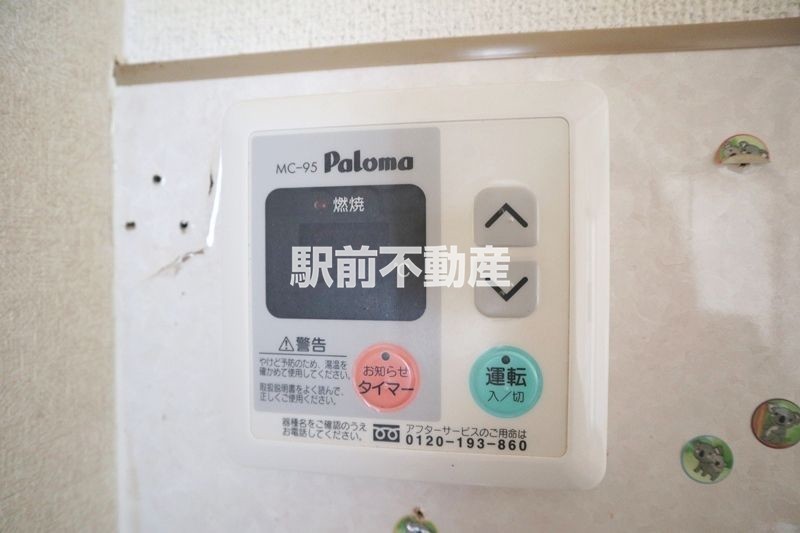 MC-95 Paloma
燃焼
駅前不動産
⚠警告
やけど予防のため、湯温を
確かめて使用してください。
取扱説明書をよく読んで、
正しくご使用ください。
お知らせ
タイマー
運転
入/切
器種名をご確認のうえ
お電話してください。
アフターサービスのご用命は
0120-193-860